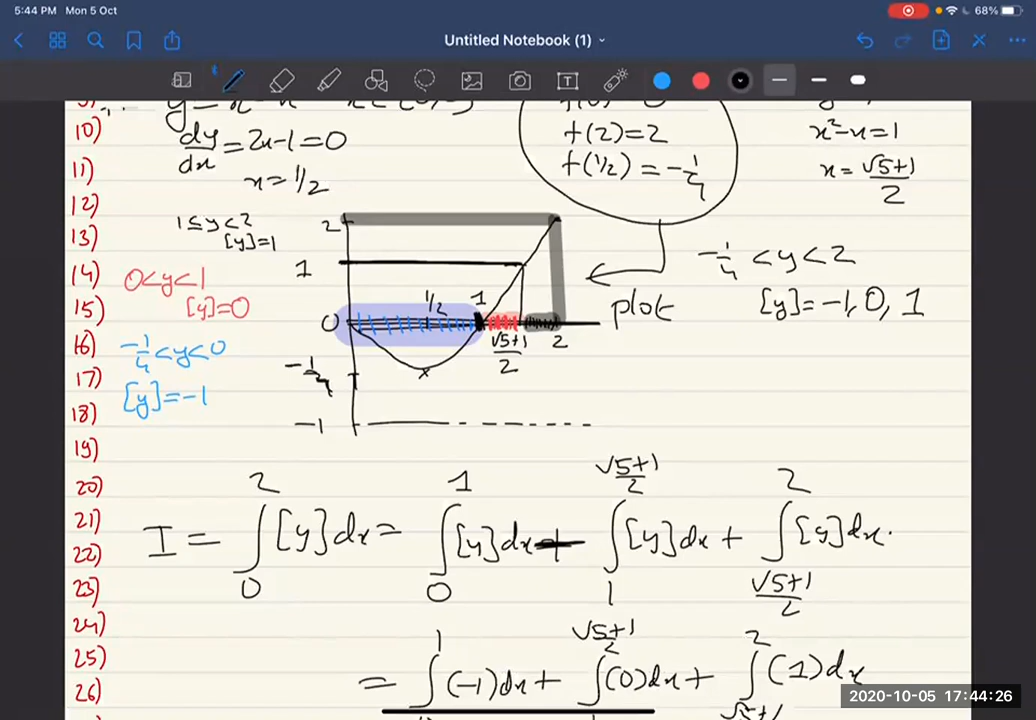 5:44 PM Mon 5 Oct
68%
Untitled Notebook (1)
10) dy/dx = 2x-1 = 0
f(2) = 2
x²-x = 1
11) x = 1/2
f(1/2) = -1/4
x = √5+1/2
12)
1 ≤ y < 2
2
13) [y] = 1
14) 0 < y < 1
1
-1/4 < y < 2
15) [y] = 0
0
1/2
1
√5+1/2
2
plot
[y] = -1, 0, 1
16) -1/4 < y < 0
-1/4
17)
[y] = -1
18)
-1
19)
20)
21) I = ∫₀² [y]dx = ∫₀¹ [y]dx + ∫₁^(√5+1/2) [y]dx + ∫_(√5+1/2)² [y]dx.
22)
23)
24)
25)
26) = ∫¹ (-1)dx + ∫^(√5+1/2) (0)dx + ∫² (1)dx
2020-10-05 17:44:26